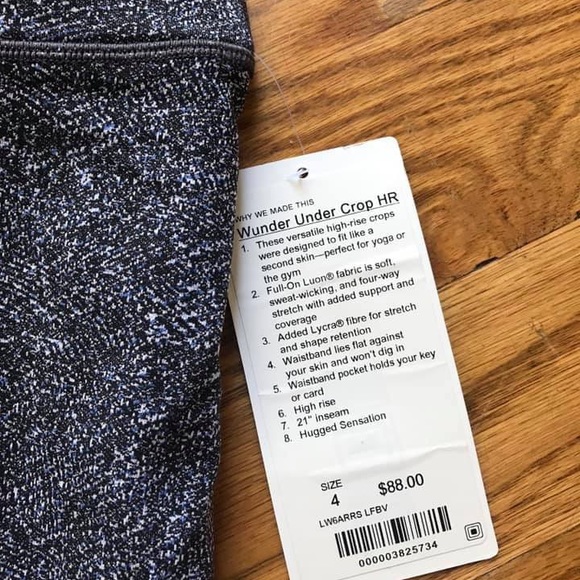 WHY WE MADE THIS
Wunder Under Crop HR
1. These versatile high-rise crops
were designed to fit like a
second skin—perfect for yoga or
the gym
2. Full-On Luon® fabric is soft,
sweat-wicking, and four-way
stretch with added support and
coverage
3. Added Lycra® fibre for stretch
and shape retention
4. Waistband lies flat against
your skin and won't dig in
5. Waistband pocket holds your key
or card
6. High rise
7. 21" inseam
8. Hugged Sensation
SIZE
4 $88.00
LW6ARRS LFBV
000003825734